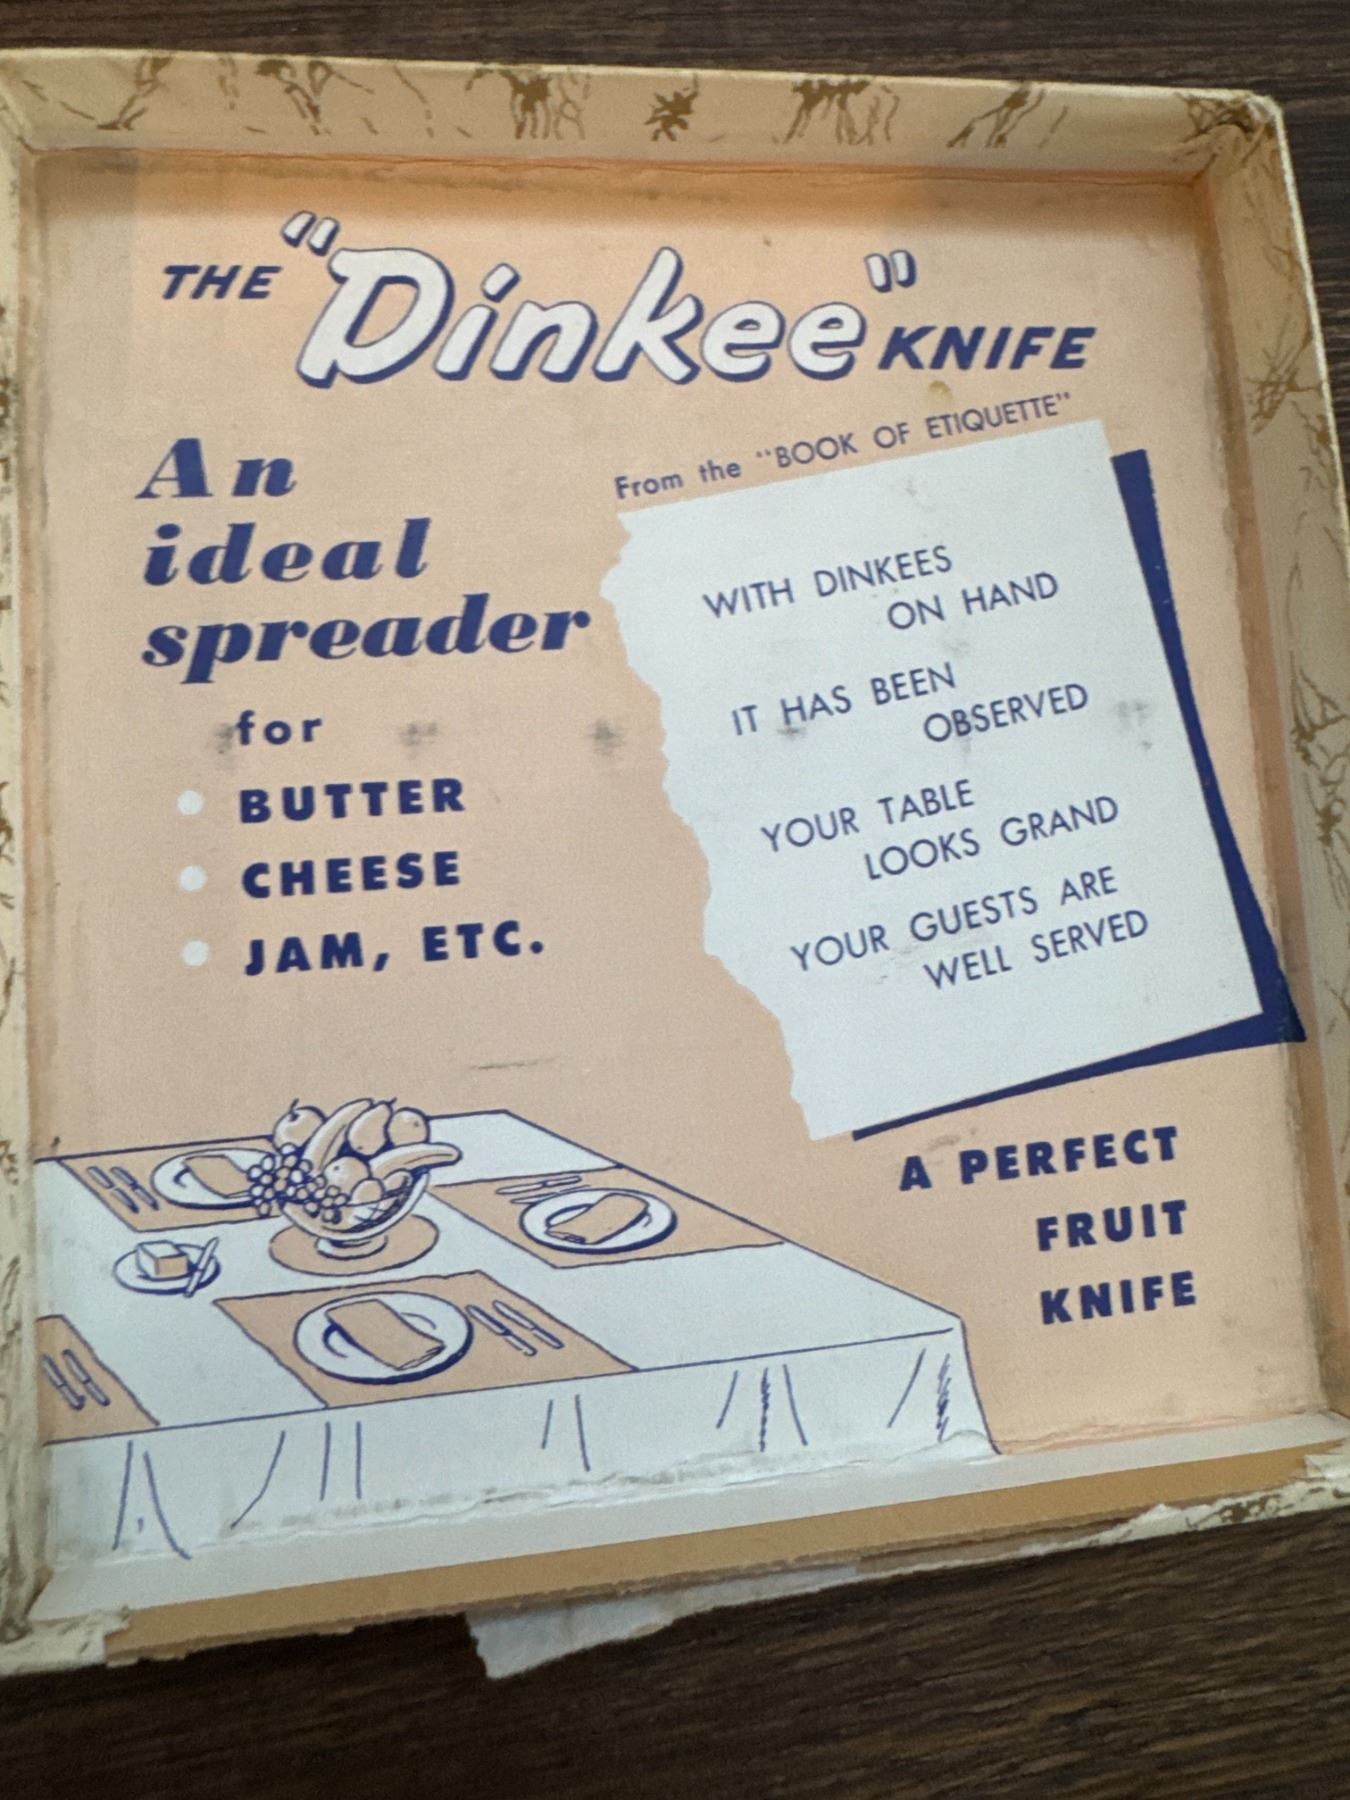 THE "Dinkee" KNIFE
An
ideal
spreader
for
• BUTTER
• CHEESE
• JAM, ETC.
From the "BOOK OF ETIQUETTE"
WITH DINKEES
ON HAND
IT HAS BEEN
OBSERVED
YOUR TABLE
LOOKS GRAND
YOUR GUESTS ARE
WELL SERVED
A PERFECT
FRUIT
KNIFE